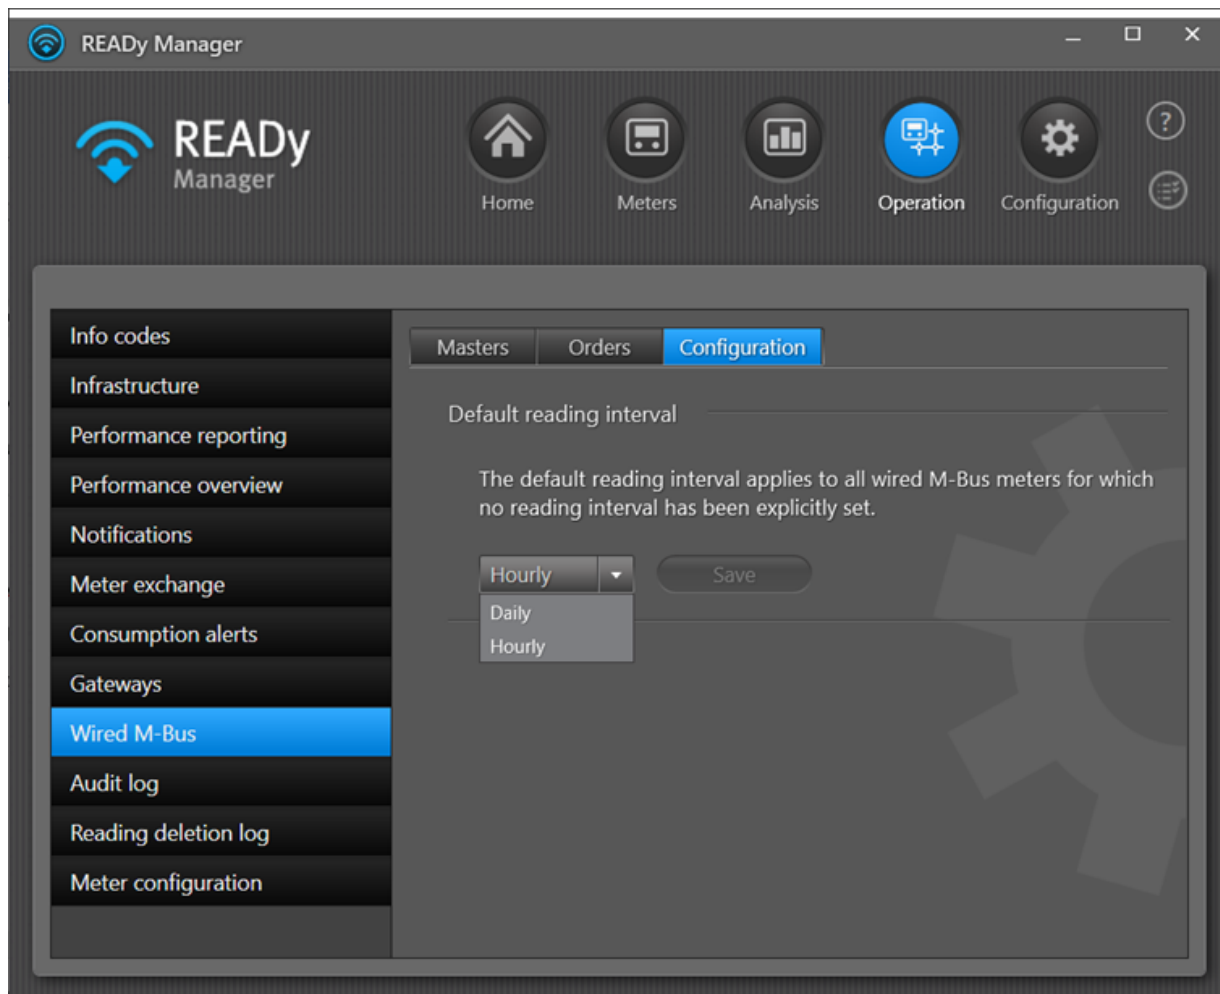 READy Manager
READy
Manager
Home
Meters
Analysis
Operation
Configuration
?
Info codes
Infrastructure
Performance reporting
Performance overview
Notifications
Meter exchange
Consumption alerts
Gateways
Wired M-Bus
Audit log
Reading deletion log
Meter configuration
Masters
Orders
Configuration
Default reading interval
The default reading interval applies to all wired M-Bus meters for which
no reading interval has been explicitly set.
Hourly
Save
Daily
Hourly